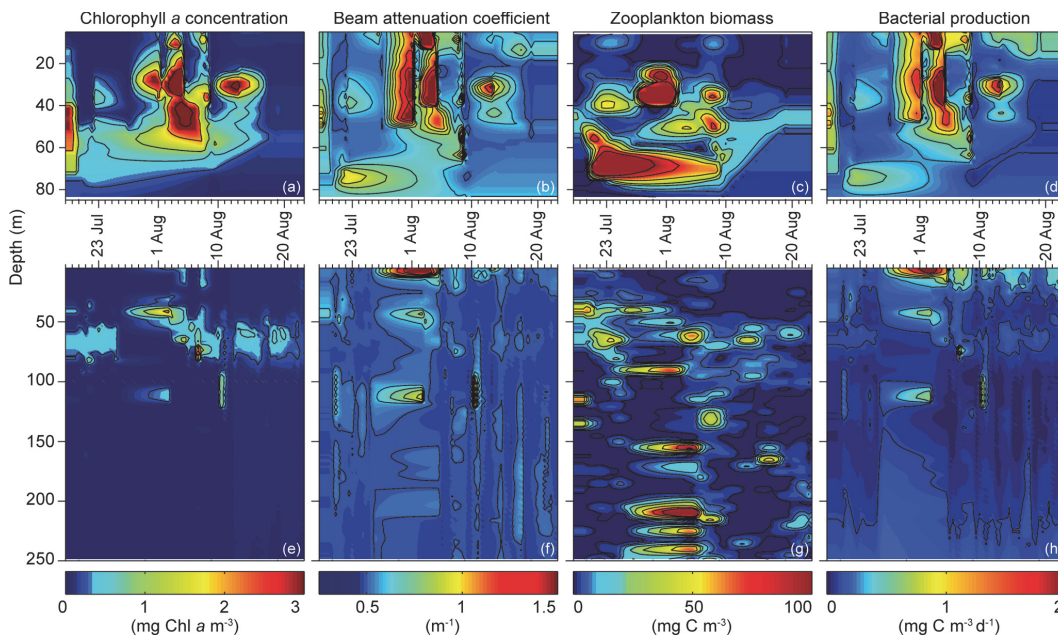 Chlorophyll a concentration Beam attenuation coefficient Zooplankton biomass Bacterial production
20
40
60
80
(a) (b) (c) (d)
23 Jul 1 Aug 10 Aug 20 Aug 23 Jul 1 Aug 10 Aug 20 Aug 23 Jul 1 Aug 10 Aug 20 Aug 23 Jul 1 Aug 10 Aug 20 Aug
Depth (m)
50
100
150
200
250
(e) (f) (g) (h)
0 1 2 3 0.5 1 1.5 0 50 100 0 1 2
(mg Chl a m⁻³) (m⁻¹) (mg C m⁻³) (mg C m⁻³ d⁻¹)